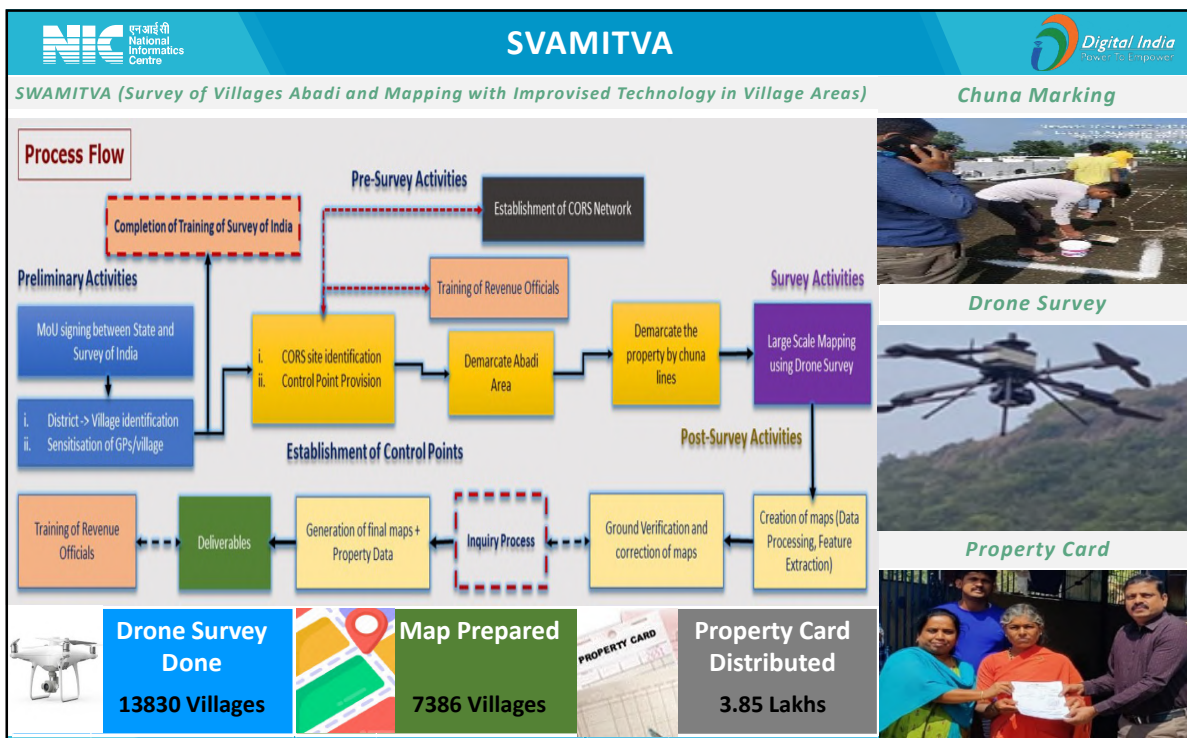 NIC
एन आई सी
National
Informatics
Centre
SVAMITVA
Digital India
Power To Empower
SWAMITVA (Survey of Villages Abadi and Mapping with Improvised Technology in Village Areas)
Chuna Marking
Process Flow
Pre-Survey Activities
Establishment of CORS Network
Completion of Training of Survey of India
Preliminary Activities
Training of Revenue Officials
Survey Activities
MoU signing between State and
Survey of India
i. CORS site identification
ii. Control Point Provision
Demarcate Abadi
Area
Demarcate the
property by chuna
lines
Large Scale Mapping
using Drone Survey
Drone Survey
i. District -> Village identification
ii. Sensitisation of GPs/village
Establishment of Control Points
Post-Survey Activities
Training of Revenue
Officials
Deliverables
Generation of final maps +
Property Data
Inquiry Process
Ground Verification and
correction of maps
Creation of maps (Data
Processing, Feature
Extraction)
Property Card
Drone Survey
Done
13830 Villages
Map Prepared
7386 Villages
PROPERTY CARD
Property Card
Distributed
3.85 Lakhs